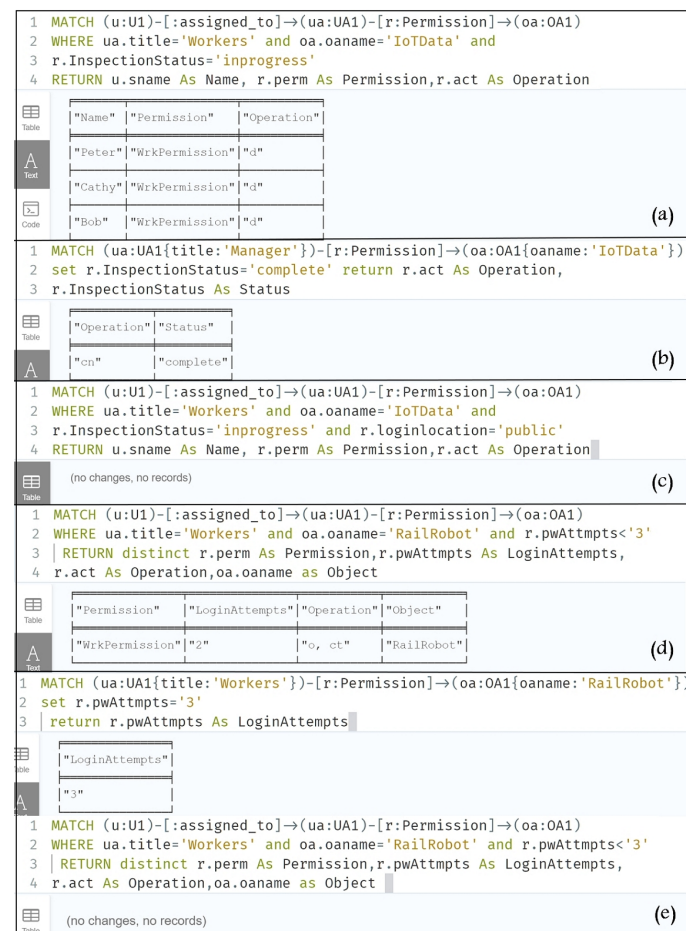 1 MATCH (u:U1)-[:assigned_to]→(ua:UA1)-[r:Permission]→(oa:OA1)
2 WHERE ua.title='Workers' and oa.oaname='IoTData' and
3 r.InspectionStatus='inprogress'
4 RETURN u.sname As Name, r.perm As Permission,r.act As Operation
Table
A
Text
Code
"Name" "Permission" "Operation"
"Peter" "WrkPermission" "d"
"Cathy" "WrkPermission" "d"
"Bob" "WrkPermission" "d"
(a)
1 MATCH (ua:UA1{title:'Manager'})-[r:Permission]→(oa:OA1{oaname:'IoTData'})
2 set r.InspectionStatus='complete' return r.act As Operation,
3 r.InspectionStatus As Status
Table
A
"Operation" "Status"
"cn" "complete"
(b)
1 MATCH (u:U1)-[:assigned_to]→(ua:UA1)-[r:Permission]→(oa:OA1)
2 WHERE ua.title='Workers' and oa.oaname='IoTData' and
3 r.InspectionStatus='inprogress' and r.loginlocation='public'
4 RETURN u.sname As Name, r.perm As Permission,r.act As Operation
Table
(no changes, no records)
(c)
1 MATCH (u:U1)-[:assigned_to]→(ua:UA1)-[r:Permission]→(oa:OA1)
2 WHERE ua.title='Workers' and oa.oaname='RailRobot' and r.pwAttmpts<'3'
3 RETURN distinct r.perm As Permission,r.pwAttmpts As LoginAttempts,
4 r.act As Operation,oa.oaname as Object
Table
A
Text
"Permission" "LoginAttempts" "Operation" "Object"
"WrkPermission" "2" "o, ct" "RailRobot"
(d)
1 MATCH (ua:UA1{title:'Workers'})-[r:Permission]→(oa:OA1{oaname:'RailRobot'})
2 set r.pwAttmpts='3'
3 return r.pwAttmpts As LoginAttempts
able
A
"LoginAttempts"
"3"
1 MATCH (u:U1)-[:assigned_to]→(ua:UA1)-[r:Permission]→(oa:OA1)
2 WHERE ua.title='Workers' and oa.oaname='RailRobot' and r.pwAttmpts<'3'
3 RETURN distinct r.perm As Permission,r.pwAttmpts As LoginAttempts,
4 r.act As Operation,oa.oaname as Object
Table
(no changes, no records)
(e)